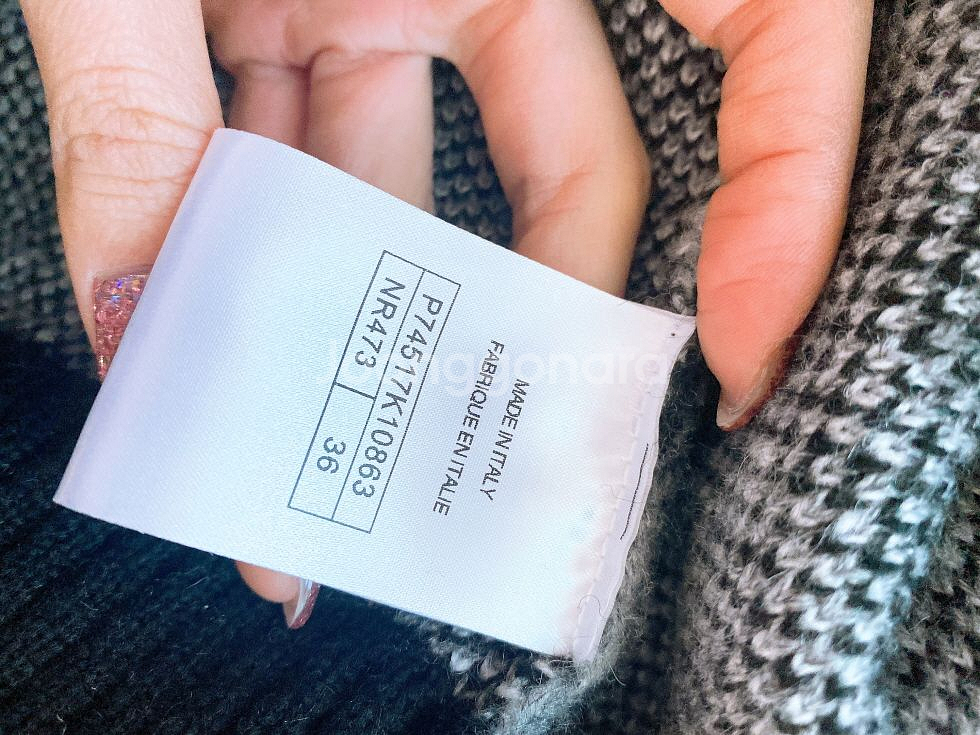 MADE IN ITALY
FABRIQUE EN ITALIE
P74517K10863
NR473 36